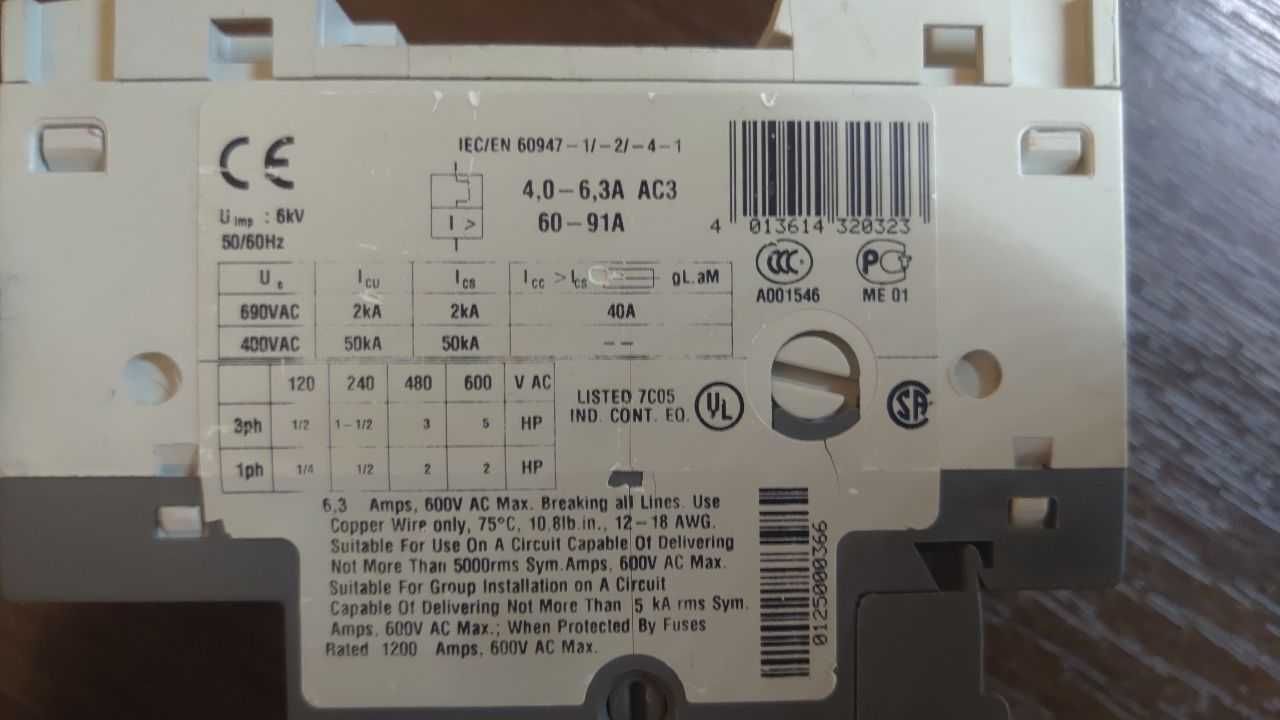 CE
IEC/EN 60947-1/-2/-4-1
4,0-6,3A AC3
I >
60-91A
U imp : 6kV
50/60Hz
4 013614 320323
CCC
A001546
PCT
ME 01
Ue Icu Ics Icc > Ics gL.aM
690VAC 2kA 2kA 40A
400VAC 50kA 50kA --
120 240 480 600 V AC
3ph 1/2 1-1/2 3 5 HP
1ph 1/4 1/2 2 2 HP
LISTED 7C05
IND. CONT. EQ.
UL
SA
6,3 Amps, 600V AC Max. Breaking all Lines. Use
Copper Wire only, 75°C, 10,8lb.in., 12-18 AWG.
Suitable For Use On A Circuit Capable Of Delivering
Not More Than 5000rms Sym.Amps, 600V AC Max.
Suitable For Group Installation on A Circuit
Capable Of Delivering Not More Than 5 kA rms Sym.
Amps, 600V AC Max.; When Protected By Fuses
Rated 1200 Amps, 600V AC Max.
0125000366